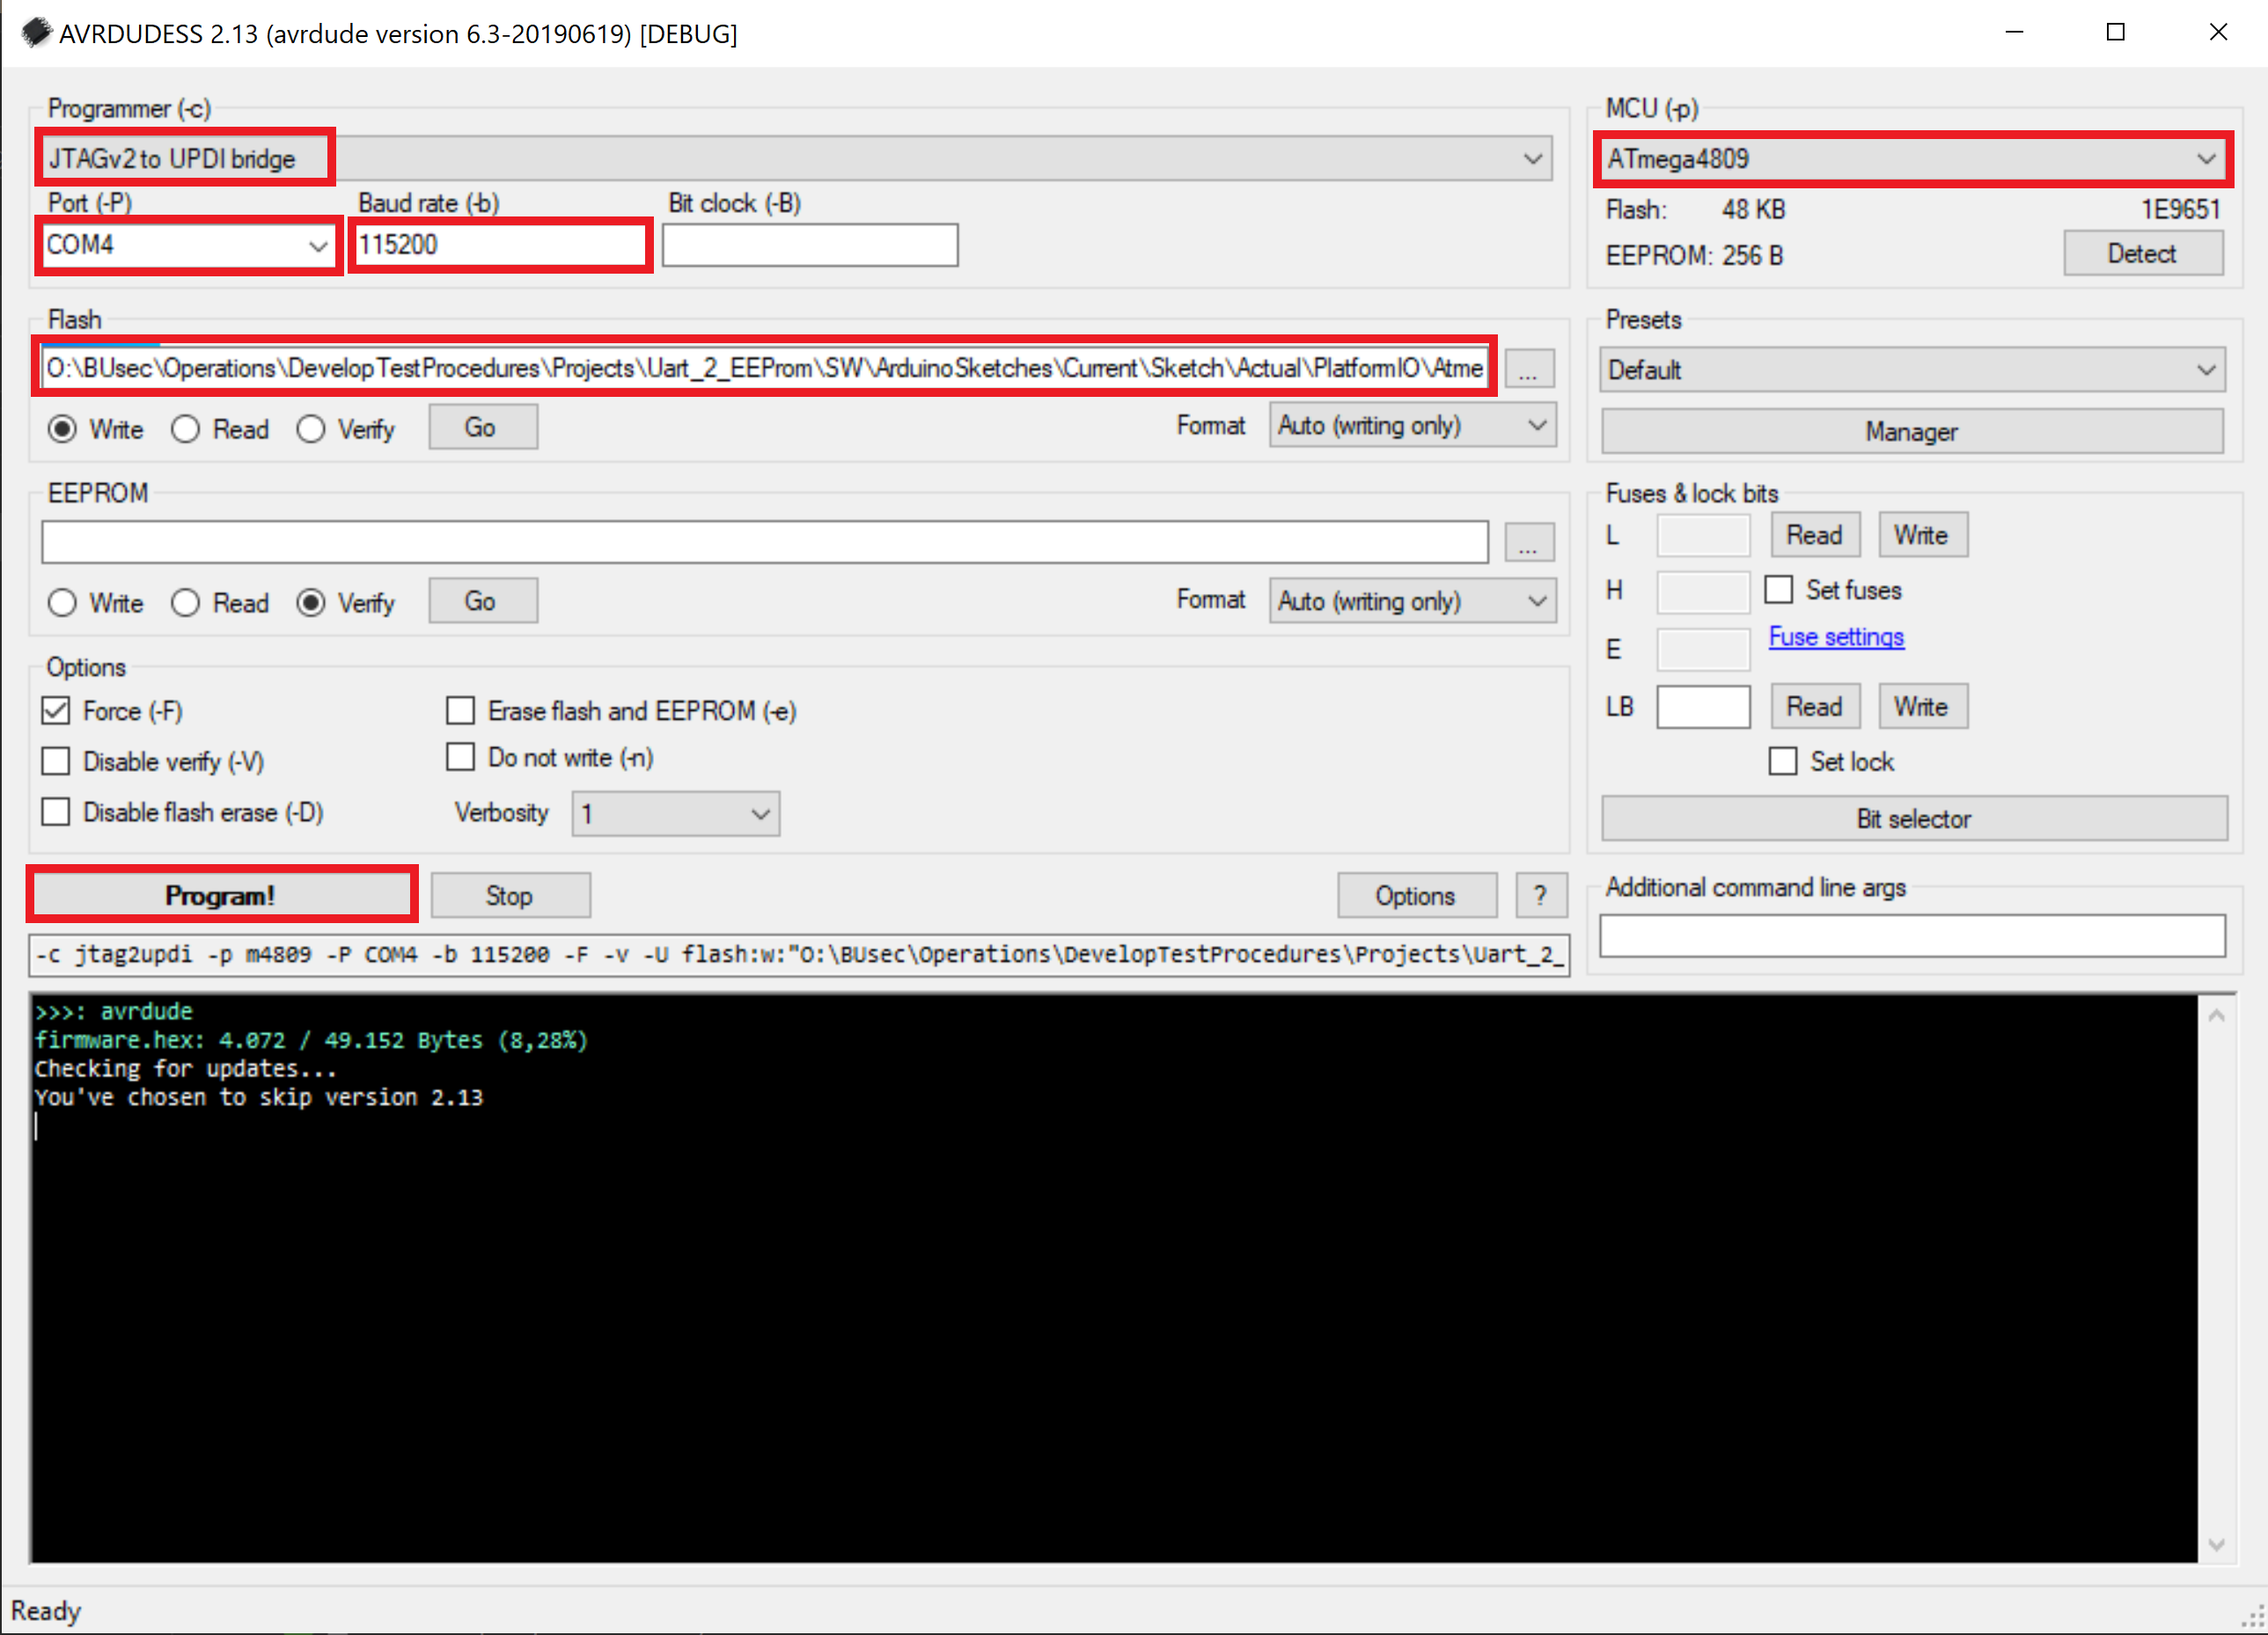 AVRDUDESS 2.13 (avrdude version 6.3-20190619) [DEBUG]
Programmer (-c)
JTAGv2 to UPDI bridge
Port (-P) Baud rate (-b) Bit clock (-B)
COM4 115200
MCU (-p)
ATmega4809
Flash: 48 KB 1E9651
EEPROM: 256 B Detect
Flash
O:\BUsec\Operations\DevelopTestProcedures\Projects\Uart_2_EEProm\SW\ArduinoSketches\Current\Sketch\Actual\PlatformIO\Atme ...
Write Read Verify Go Format Auto (writing only)
Presets
Default
Manager
EEPROM
...
Write Read Verify Go Format Auto (writing only)
Fuses & lock bits
L Read Write
H Set fuses
E Fuse settings
LB Read Write
Set lock
Bit selector
Options
Force (-F) Erase flash and EEPROM (-e)
Disable verify (-V) Do not write (-n)
Disable flash erase (-D) Verbosity 1
Program! Stop Options ?
Additional command line args
-c jtag2updi -p m4809 -P COM4 -b 115200 -F -v -U flash:w:"O:\BUsec\Operations\DevelopTestProcedures\Projects\Uart_2_
>>>: avrdude
firmware.hex: 4.072 / 49.152 Bytes (8,28%)
Checking for updates...
You've chosen to skip version 2.13
Ready